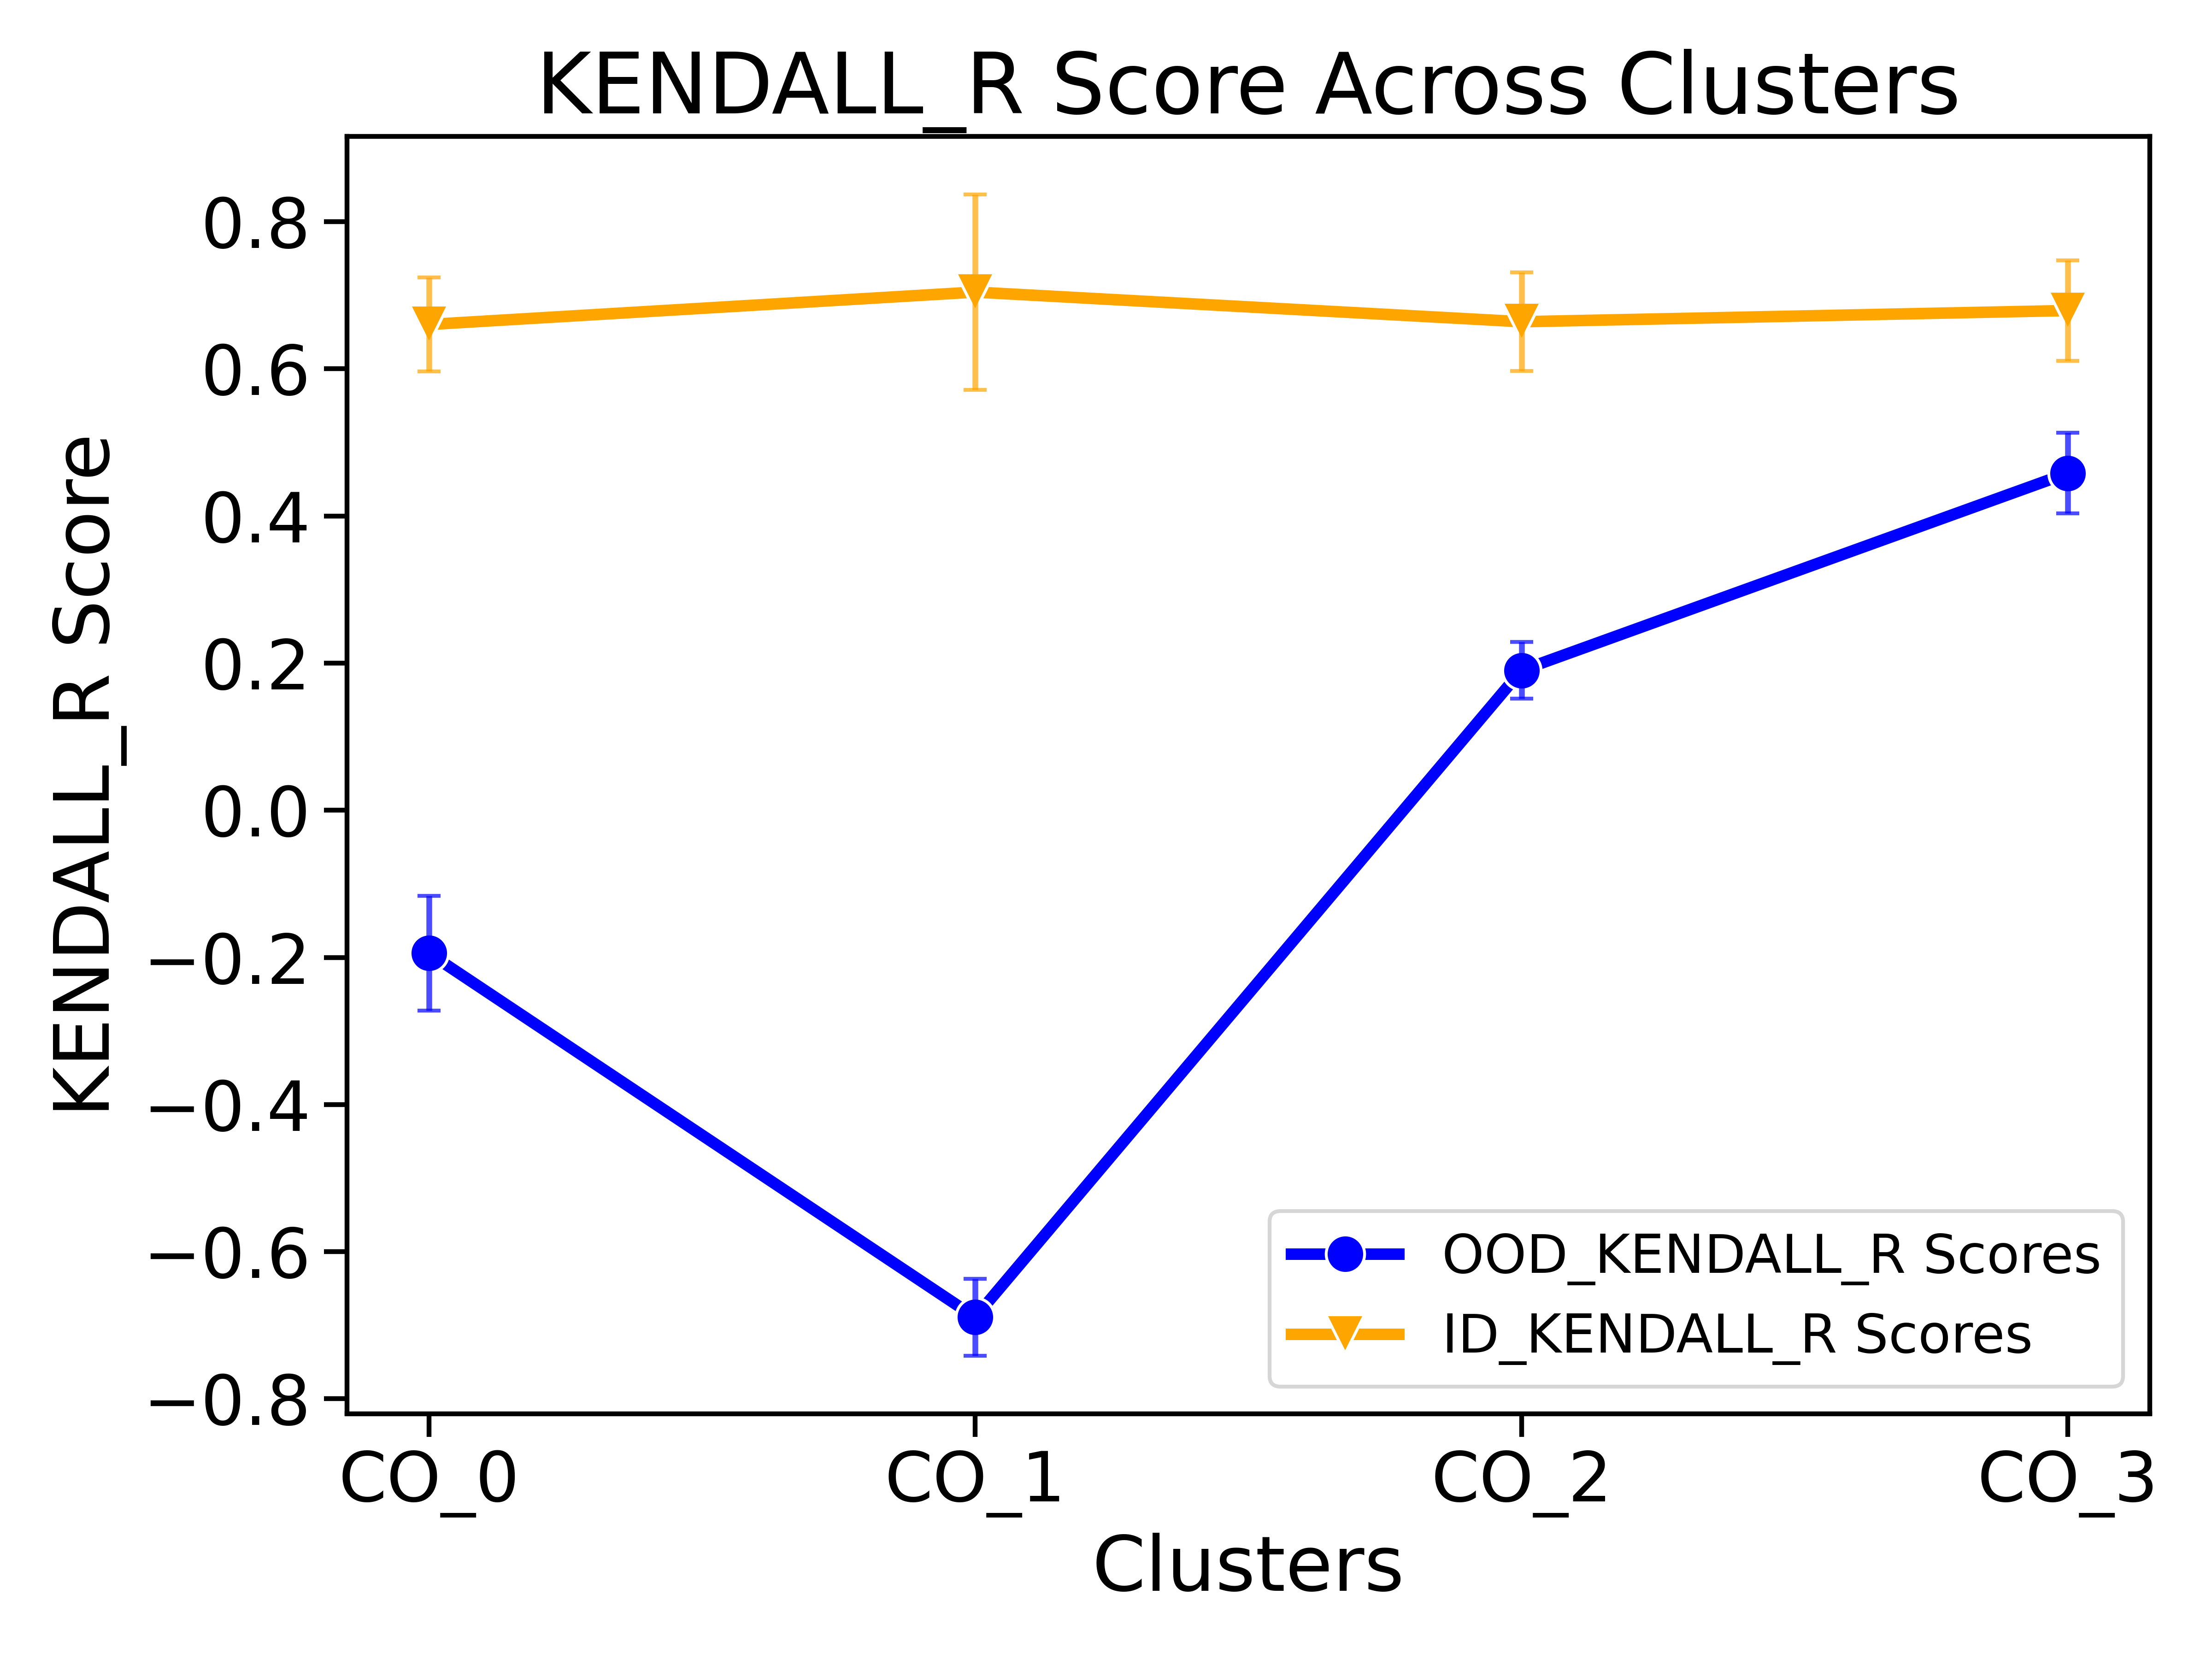 KENDALL_R Score Across Clusters
KENDALL_R Score
0.8
0.6
0.4
0.2
0.0
−0.2
−0.4
−0.6
−0.8
OOD_KENDALL_R Scores
ID_KENDALL_R Scores
CO_0 CO_1 CO_2 CO_3
Clusters